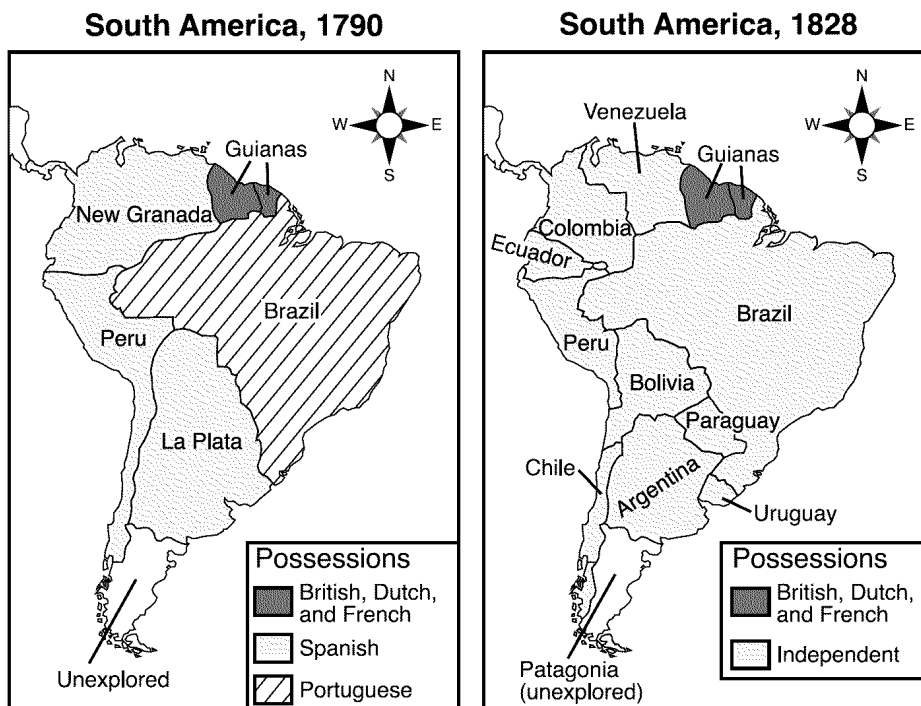 South America, 1790
N
W
E
S
Guianas
New Granada
Brazil
Peru
La Plata
Unexplored
Possessions
British, Dutch,
and French
Spanish
Portuguese
South America, 1828
N
W
E
S
Venezuela
Guianas
Colombia
Ecuador
Brazil
Peru
Bolivia
Paraguay
Chile
Argentina
Uruguay
Patagonia
(unexplored)
Possessions
British, Dutch,
and French
Independent